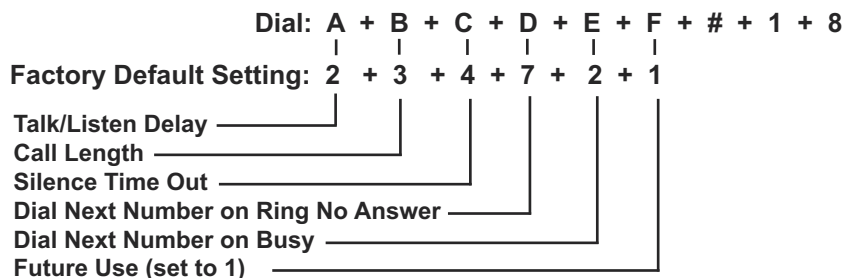 Dial: A + B + C + D + E + F + # + 1 + 8
Factory Default Setting: 2 + 3 + 4 + 7 + 2 + 1
Talk/Listen Delay
Call Length
Silence Time Out
Dial Next Number on Ring No Answer
Dial Next Number on Busy
Future Use (set to 1)